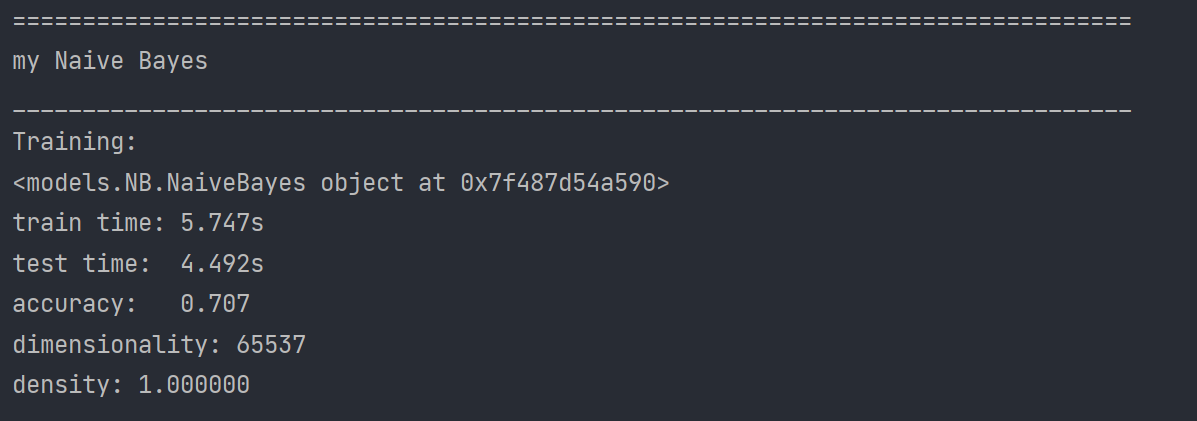 ================================================================================
my Naive Bayes
________________________________________________________________________________
Training:
<models.NB.NaiveBayes object at 0x7f487d54a590>
train time: 5.747s
test time:  4.492s
accuracy:   0.707
dimensionality: 65537
density: 1.000000